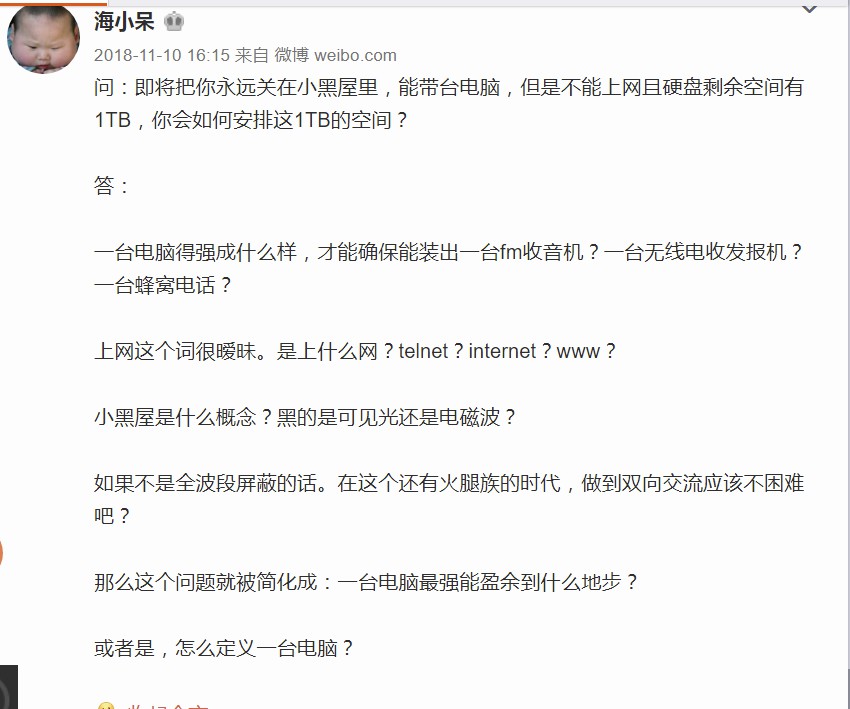 海小呆
2018-11-10 16:15 来自 微博 weibo.com
问：即将把你永远关在小黑屋里，能带台电脑，但是不能上网且硬盘剩余空间有
1TB，你会如何安排这1TB的空间？
答：
一台电脑得强成什么样，才能确保能装出一台fm收音机？一台无线电收发报机？
一台蜂窝电话？
上网这个词很暧昧。是上什么网？telnet？internet？www？
小黑屋是什么概念？黑的是可见光还是电磁波？
如果不是全波段屏蔽的话。在这个还有火腿族的时代，做到双向交流应该不困难
吧？
那么这个问题就被简化成：一台电脑最强能盈余到什么地步？
或者是，怎么定义一台电脑？